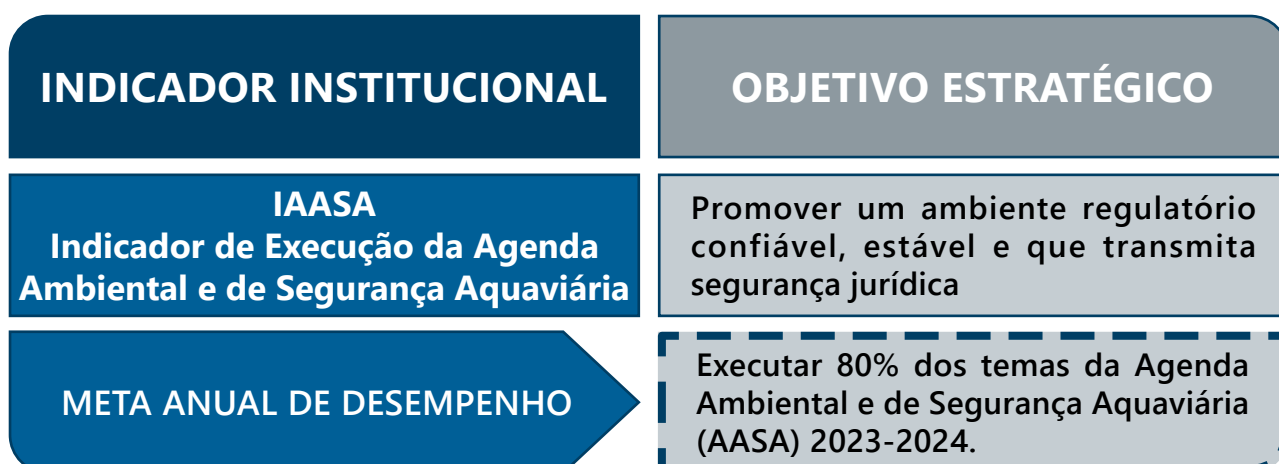 INDICADOR INSTITUCIONAL
OBJETIVO ESTRATÉGICO
IAASA
Indicador de Execução da Agenda
Ambiental e de Segurança Aquaviária
Promover um ambiente regulatório
confiável, estável e que transmita
segurança jurídica
META ANUAL DE DESEMPENHO
Executar 80% dos temas da Agenda
Ambiental e de Segurança Aquaviária
(AASA) 2023-2024.